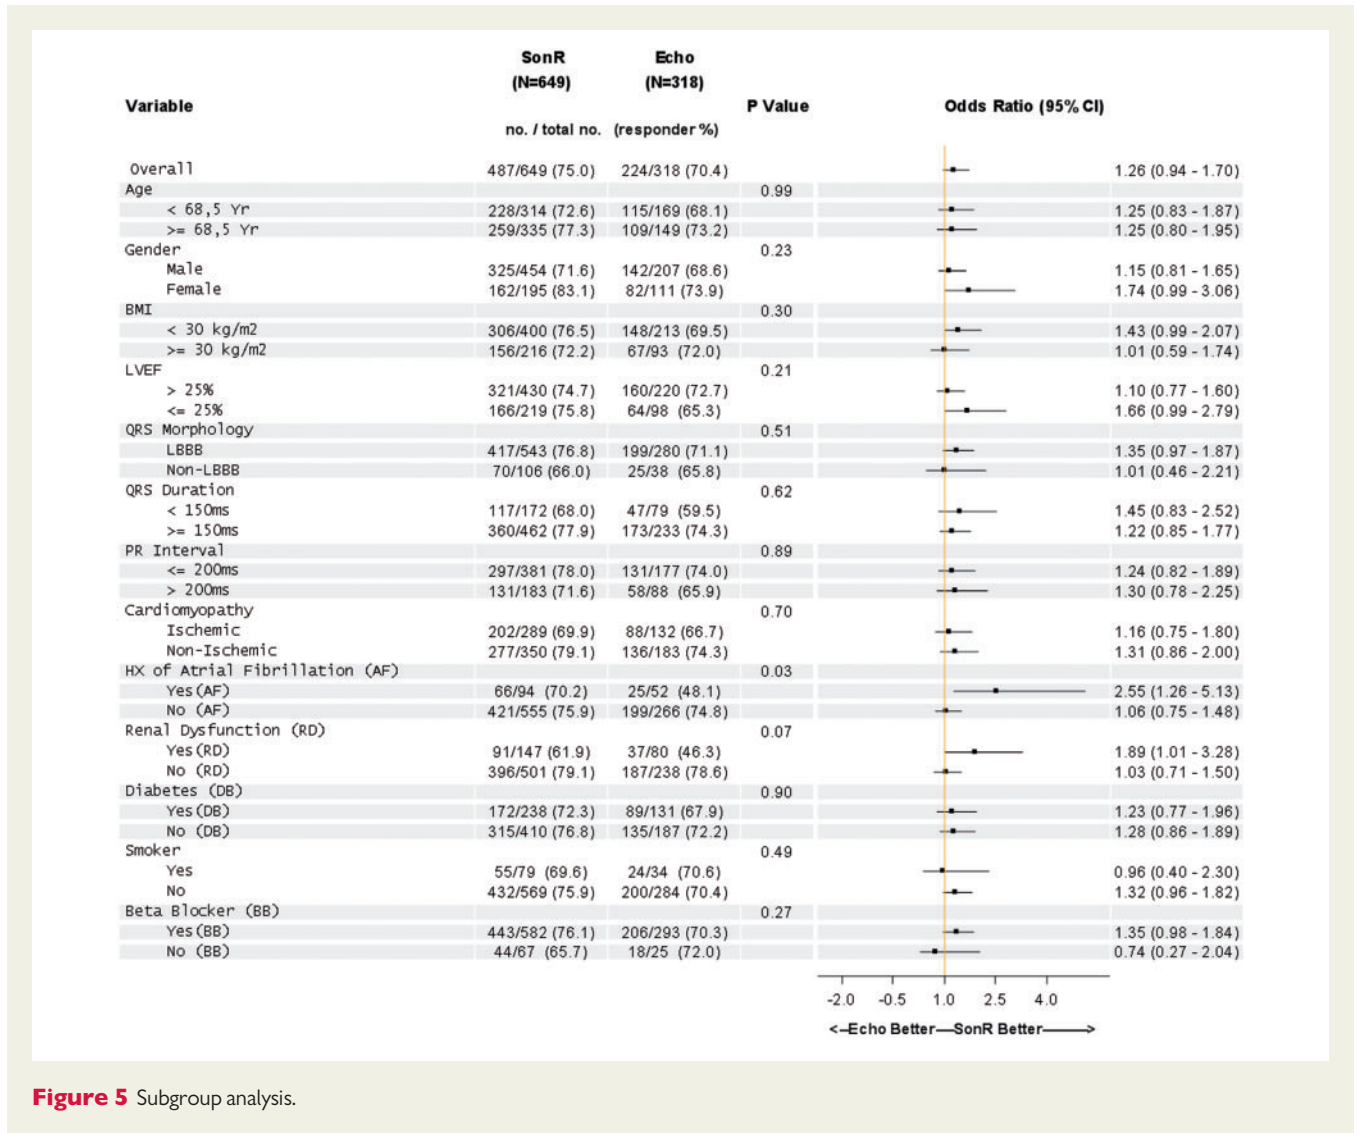 SonR Echo
(N=649) (N=318)
Variable P Value Odds Ratio (95% CI)
no. / total no. (responder %)
Overall 487/649 (75.0) 224/318 (70.4) 1.26 (0.94 - 1.70)
Age 0.99
< 68,5 Yr 228/314 (72.6) 115/169 (68.1) 1.25 (0.83 - 1.87)
>= 68,5 Yr 259/335 (77.3) 109/149 (73.2) 1.25 (0.80 - 1.95)
Gender 0.23
Male 325/454 (71.6) 142/207 (68.6) 1.15 (0.81 - 1.65)
Female 162/195 (83.1) 82/111 (73.9) 1.74 (0.99 - 3.06)
BMI 0.30
< 30 kg/m2 306/400 (76.5) 148/213 (69.5) 1.43 (0.99 - 2.07)
>= 30 kg/m2 156/216 (72.2) 67/93 (72.0) 1.01 (0.59 - 1.74)
LVEF 0.21
> 25% 321/430 (74.7) 160/220 (72.7) 1.10 (0.77 - 1.60)
<= 25% 166/219 (75.8) 64/98 (65.3) 1.66 (0.99 - 2.79)
QRS Morphology 0.51
LBBB 417/543 (76.8) 199/280 (71.1) 1.35 (0.97 - 1.87)
Non-LBBB 70/106 (66.0) 25/38 (65.8) 1.01 (0.46 - 2.21)
QRS Duration 0.62
< 150ms 117/172 (68.0) 47/79 (59.5) 1.45 (0.83 - 2.52)
>= 150ms 360/462 (77.9) 173/233 (74.3) 1.22 (0.85 - 1.77)
PR Interval 0.89
<= 200ms 297/381 (78.0) 131/177 (74.0) 1.24 (0.82 - 1.89)
> 200ms 131/183 (71.6) 58/88 (65.9) 1.30 (0.78 - 2.25)
Cardiomyopathy 0.70
Ischemic 202/289 (69.9) 88/132 (66.7) 1.16 (0.75 - 1.80)
Non-Ischemic 277/350 (79.1) 136/183 (74.3) 1.31 (0.86 - 2.00)
HX of Atrial Fibrillation (AF) 0.03
Yes(AF) 66/94 (70.2) 25/52 (48.1) 2.55 (1.26 - 5.13)
No (AF) 421/555 (75.9) 199/266 (74.8) 1.06 (0.75 - 1.48)
Renal Dysfunction (RD) 0.07
Yes(RD) 91/147 (61.9) 37/80 (46.3) 1.89 (1.01 - 3.28)
No (RD) 396/501 (79.1) 187/238 (78.6) 1.03 (0.71 - 1.50)
Diabetes (DB) 0.90
Yes(DB) 172/238 (72.3) 89/131 (67.9) 1.23 (0.77 - 1.96)
No (DB) 315/410 (76.8) 135/187 (72.2) 1.28 (0.86 - 1.89)
Smoker 0.49
Yes 55/79 (69.6) 24/34 (70.6) 0.96 (0.40 - 2.30)
No 432/569 (75.9) 200/284 (70.4) 1.32 (0.96 - 1.82)
Beta Blocker (BB) 0.27
Yes(BB) 443/582 (76.1) 206/293 (70.3) 1.35 (0.98 - 1.84)
No (BB) 44/67 (65.7) 18/25 (72.0) 0.74 (0.27 - 2.04)
-2.0 -0.5 1.0 2.5 4.0
<—Echo Better—SonR Better——>
Figure 5 Subgroup analysis.